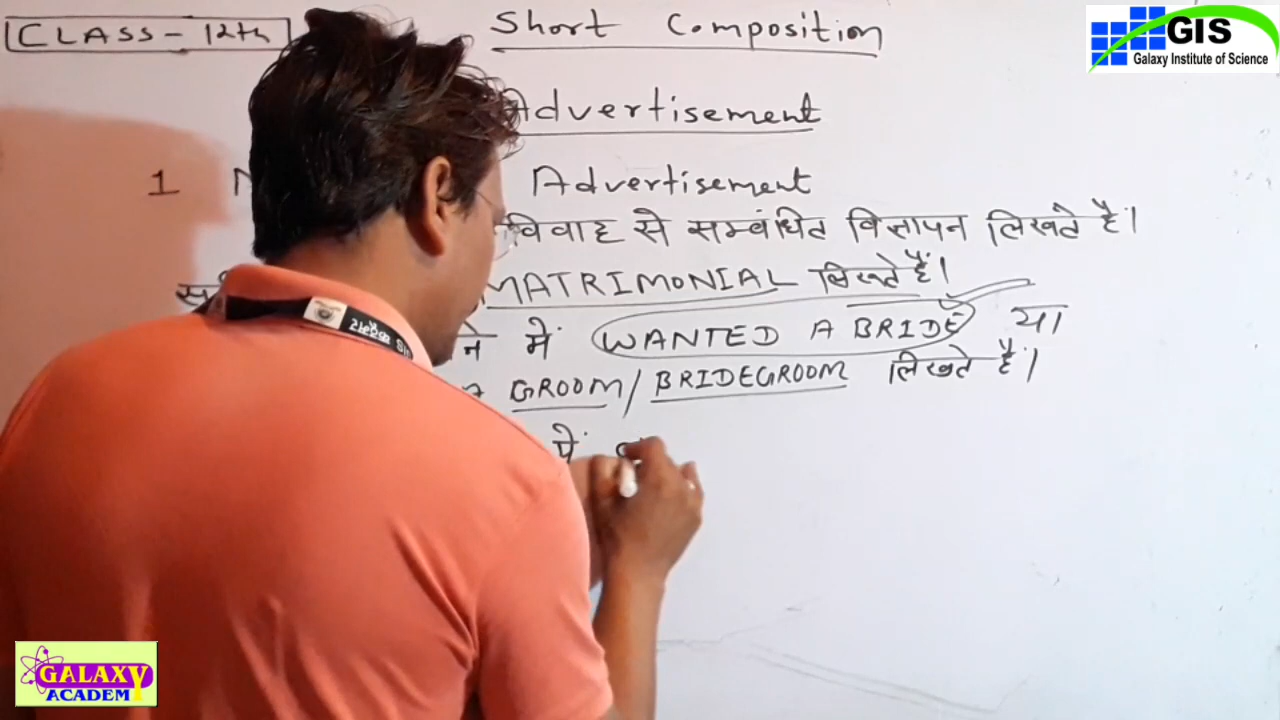 CLASS - 12th
Short Composition
GIS
Galaxy Institute of Science
Advertisement
1 Advertisement
विवाह से सम्बंधित विज्ञापन लिखते है।
MATRIMONIAL लिखते हैं।
में WANTED A BRIDE या
GROOM/BRIDEGROOM लिखते हैं।
में
GALAXY
ACADEMY